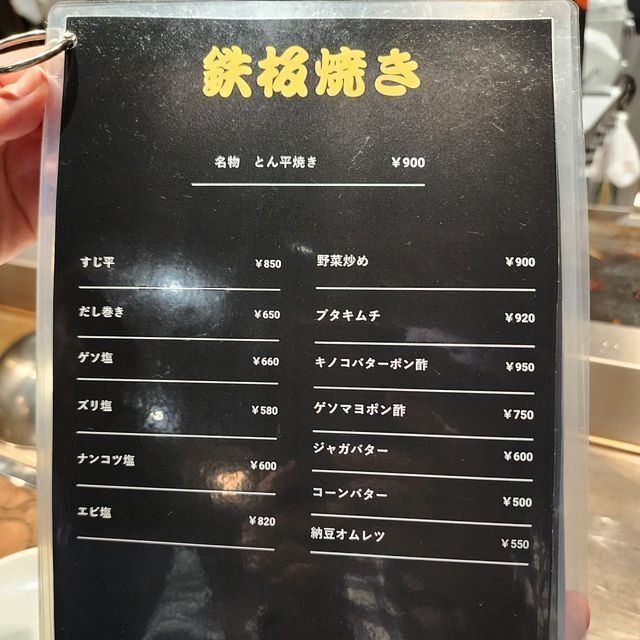 鉄板焼き
名物 とん平焼き ￥900
すじ平 ￥850
だし巻き ￥650
ゲソ塩 ￥660
ズリ塩 ￥580
ナンコツ塩 ￥600
エビ塩 ￥820
野菜炒め ￥900
ブタキムチ ￥920
キノコバターポン酢 ￥950
ゲソマヨポン酢 ￥750
ジャガバター ￥600
コーンバター ￥500
納豆オムレツ ￥550